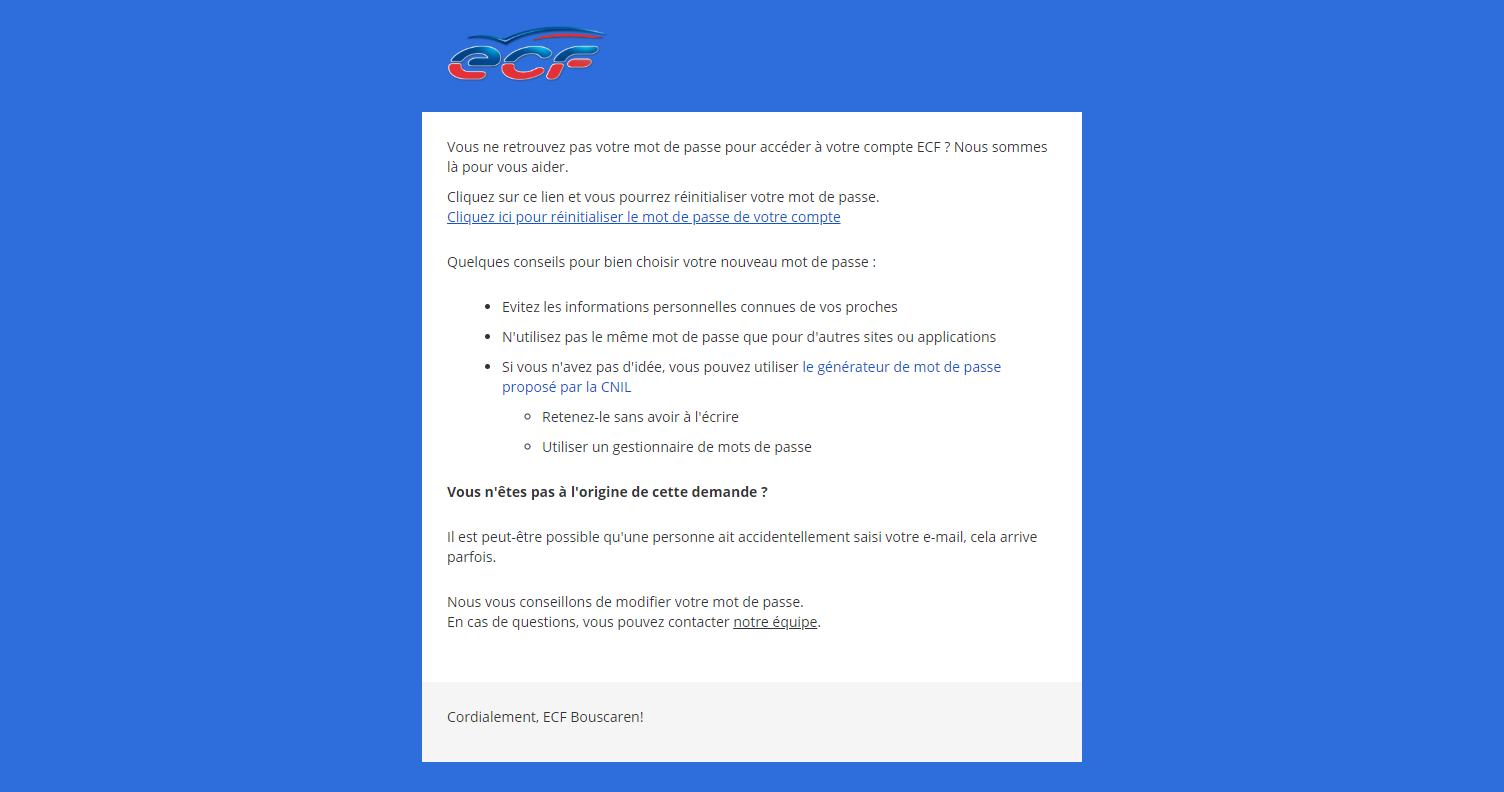 ecf
Vous ne retrouvez pas votre mot de passe pour accéder à votre compte ECF ? Nous sommes
là pour vous aider.
Cliquez sur ce lien et vous pourrez réinitialiser votre mot de passe.
Cliquez ici pour réinitialiser le mot de passe de votre compte
Quelques conseils pour bien choisir votre nouveau mot de passe :
Evitez les informations personnelles connues de vos proches
N'utilisez pas le même mot de passe que pour d'autres sites ou applications
Si vous n'avez pas d'idée, vous pouvez utiliser le générateur de mot de passe
proposé par la CNIL
Retenez-le sans avoir à l'écrire
Utiliser un gestionnaire de mots de passe
Vous n'êtes pas à l'origine de cette demande ?
Il est peut-être possible qu'une personne ait accidentellement saisi votre e-mail, cela arrive
parfois.
Nous vous conseillons de modifier votre mot de passe.
En cas de questions, vous pouvez contacter notre équipe.
Cordialement, ECF Bouscaren!